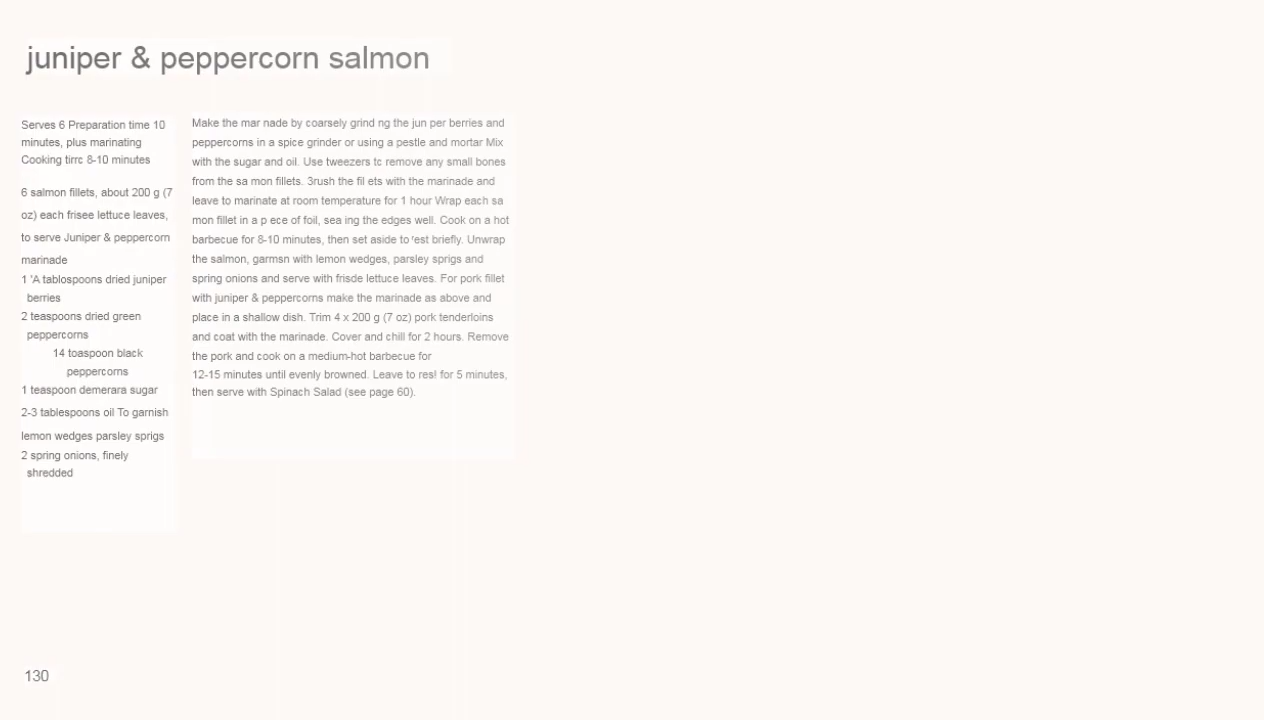 juniper & peppercorn salmon
Serves 6 Preparation time 10
minutes, plus marinating
Cooking tirrc 8-10 minutes
6 salmon fillets, about 200 g (7
oz) each frisee lettuce leaves,
to serve Juniper & peppercorn
marinade
1 'A tablospoons dried juniper
berries
2 teaspoons dried green
peppercorns
14 toaspoon black
peppercorns
1 teaspoon demerara sugar
2-3 tablespoons oil To garnish
lemon wedges parsley sprigs
2 spring onions, finely
shredded
Make the mar nade by coarsely grind ng the jun per berries and
peppercorns in a spice grinder or using a pestle and mortar Mix
with the sugar and oil. Use tweezers tc remove any small bones
from the sa mon fillets. 3rush the fil ets with the marinade and
leave to marinate at room temperature for 1 hour Wrap each sa
mon fillet in a p ece of foil, sea ing the edges well. Cook on a hot
barbecue for 8-10 minutes, then set aside to 'est briefly. Unwrap
the salmon, garmsn with lemon wedges, parsley sprigs and
spring onions and serve with frisde lettuce leaves. For pork fillet
with juniper & peppercorns make the marinade as above and
place in a shallow dish. Trim 4 x 200 g (7 oz) pork tenderloins
and coat with the marinade. Cover and chill for 2 hours. Remove
the pork and cook on a medium-hot barbecue for
12-15 minutes until evenly browned. Leave to res! for 5 minutes,
then serve with Spinach Salad (see page 60).
130